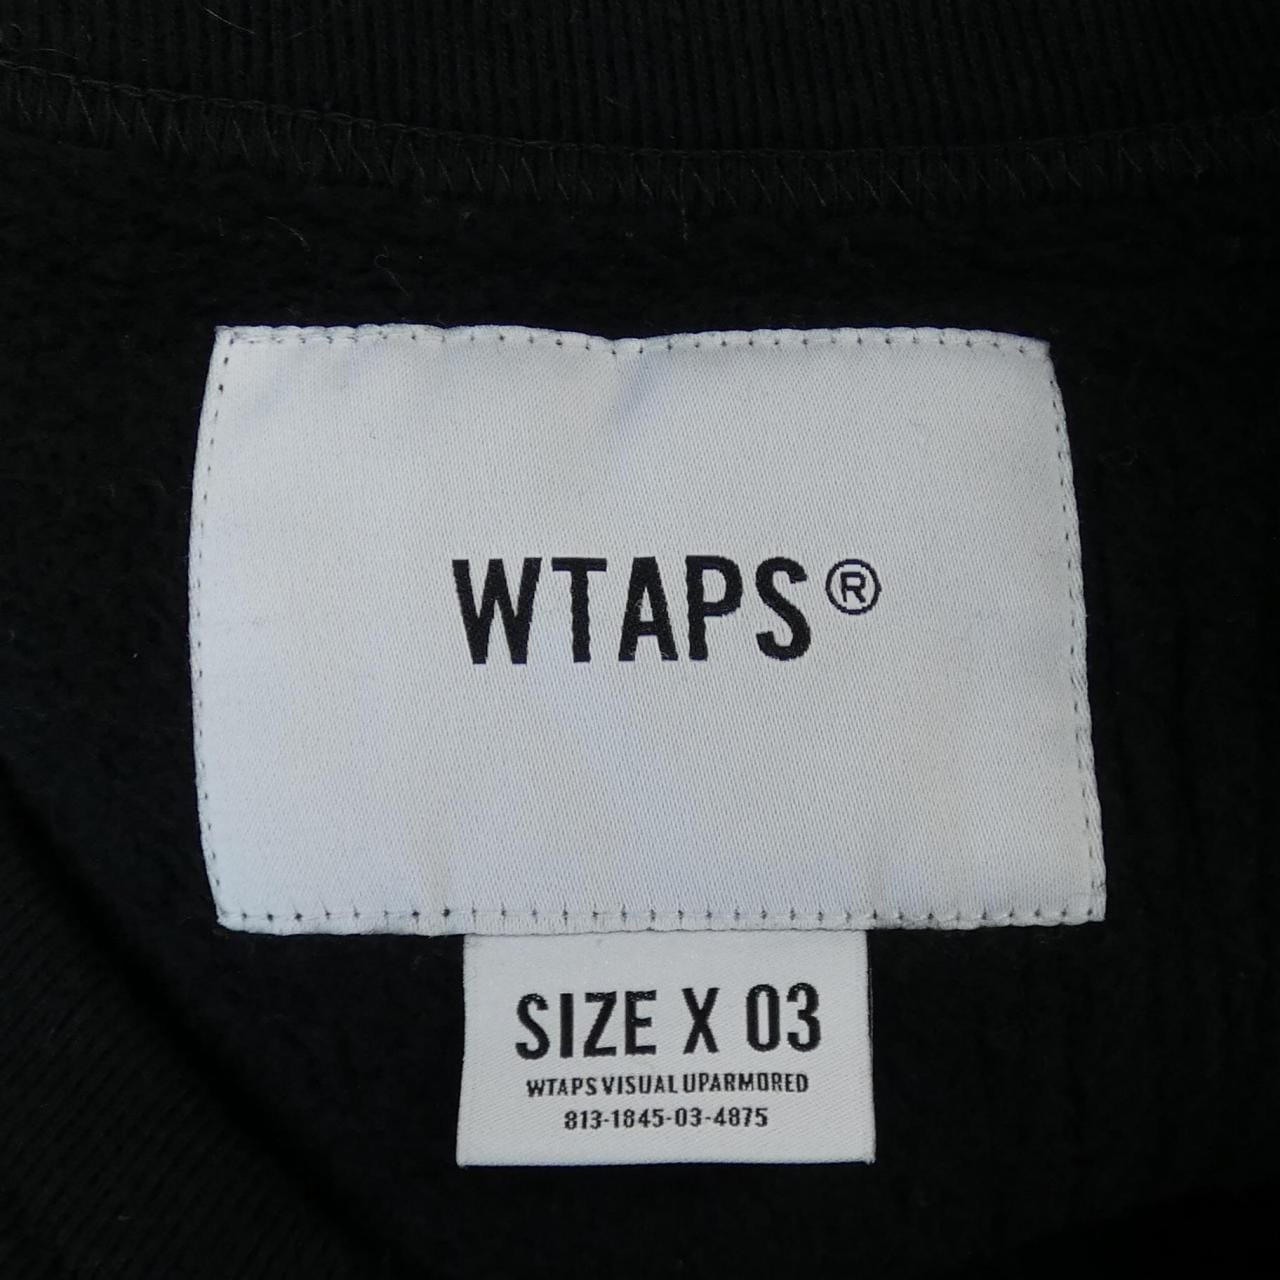 WTAPS®
SIZE X 03
WTAPS VISUAL UPARMORED
813-1845-03-4875